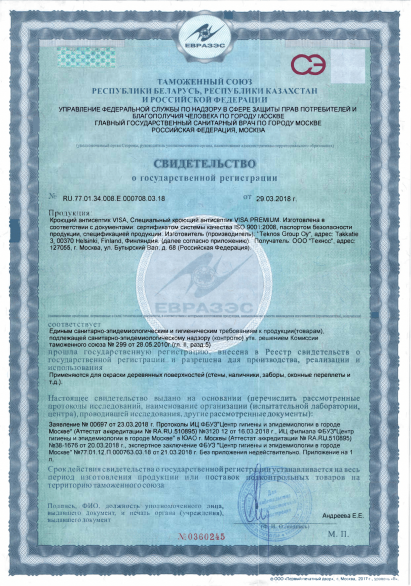 ЕВРАЗЭС
СЭ
ТАМОЖЕННЫЙ СОЮЗ
РЕСПУБЛИКИ БЕЛАРУСЬ, РЕСПУБЛИКИ КАЗАХСТАН
И РОССИЙСКОЙ ФЕДЕРАЦИИ
УПРАВЛЕНИЕ ФЕДЕРАЛЬНОЙ СЛУЖБЫ ПО НАДЗОРУ В СФЕРЕ ЗАЩИТЫ ПРАВ ПОТРЕБИТЕЛЕЙ И
БЛАГОПОЛУЧИЯ ЧЕЛОВЕКА ПО ГОРОДУ МОСКВЕ
ГЛАВНЫЙ ГОСУДАРСТВЕННЫЙ САНИТАРНЫЙ ВРАЧ ПО ГОРОДУ МОСКВЕ
РОССИЙСКАЯ ФЕДЕРАЦИЯ, МОСКВА
СВИДЕТЕЛЬСТВО
о государственной регистрации
№ RU.77.01.34.008.Е.000708.03.18 от 29.03.2018 г.
Продукция
Кроющий антисептик VISA, Специальный кроющий антисептик VISA PREMIUM. Изготовлена в
соответствии с документами: сертификатом системы качества ISO 9001:2008, паспортом безопасности
продукции, спецификацией продукции. Изготовитель (производитель): "Teknos Group Oy", адрес: Takkatie
3, 00370 Helsinki, Finland, Финляндия. (далее согласно приложению). Получатель: ООО "Текнос", адрес:
127055, г. Москва, ул. Бутырский Вал, д. 68 (Российская Федерация).
ЕВРАЗЭС
соответствует
Единым санитарно-эпидемиологическим и гигиеническим требованиям к продукции(товарам),
подлежащей санитарно-эпидемиологическому надзору (контролю) утв. решением Комиссии
таможенного союза № 299 от 28.05.2010г.(гл. II, разд.5)
прошла государственную регистрацию, внесена в Реестр свидетельств о
государственной регистрации и разрешена для производства, реализации и
использования
Применяются для окраски деревянных поверхностей (стены, наличники, заборы, оконные переплеты и
т.д.).
Настоящее свидетельство выдано на основании (перечислить рассмотренные
протоколы исследований, наименование организации (испытательной лаборатории,
центра), проводившей исследования, другие рассмотренные документы):
Заявление № 00697 от 23.03.2018 г. Протоколы ИЦ ФБУЗ"Центр гигиены и эпидемиологии в городе
Москве" (Аттестат аккредитации № RA.RU.510895) №3120 12 от 16.03.2018 г., ИЦ филиала ФБУЗ"Центр
гигиены и эпидемиологии в городе Москве" в ЮАО г. Москвы (Аттестат аккредитации № RA.RU.510895)
№38-1676 от 20.03.2018 г., экспертное заключение ФБУЗ"Центр гигиены и эпидемиологии в городе
Москве" №77.01.12.П.000763.03.18 от 21.03.2018 г. Без приложения недействительно. Приложение на 1
л.
Срок действия свидетельства о государственной регистрации устанавливается на весь
период изготовления продукции или поставок подконтрольных товаров на
территорию таможенного союза
Подпись, ФИО, должность уполномоченного лица,
выдавшего документ, и печать органа (учреждения),
выдавшего документ
Андреева Е.Е.
№0360245
М. П.